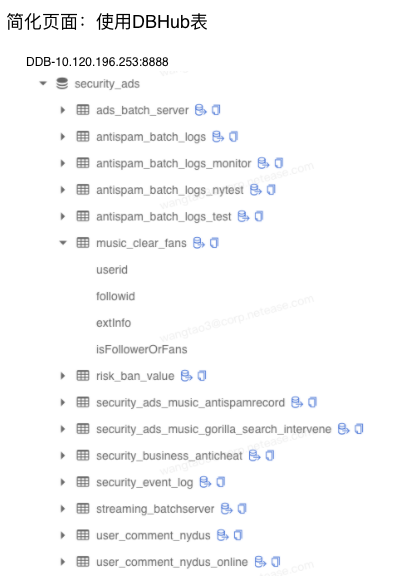 简化页面：使用DBHub表
DDB-10.120.196.253:8888
security_ads
ads_batch_server
antispam_batch_logs
antispam_batch_logs_monitor
antispam_batch_logs_nytest
antispam_batch_logs_test
music_clear_fans
userid
followid
extInfo
isFollowerOrFans
risk_ban_value
security_ads_music_antispamrecord
security_ads_music_gorilla_search_intervene
security_business_anticheat
security_event_log
streaming_batchserver
user_comment_nydus
user_comment_nydus_online